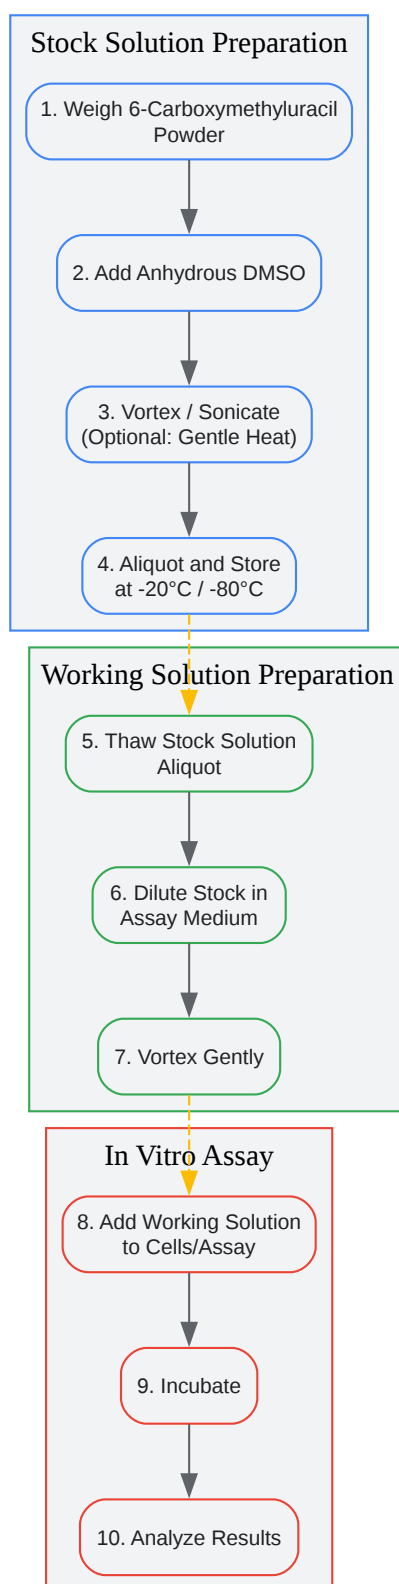 Stock Solution Preparation
1. Weigh 6-Carboxymethyluracil
Powder
2. Add Anhydrous DMSO
3. Vortex / Sonicate
(Optional: Gentle Heat)
4. Aliquot and Store
at -20°C / -80°C
Working Solution Preparation
5. Thaw Stock Solution
Aliquot
6. Dilute Stock in
Assay Medium
7. Vortex Gently
In Vitro Assay
8. Add Working Solution
to Cells/Assay
9. Incubate
10. Analyze Results